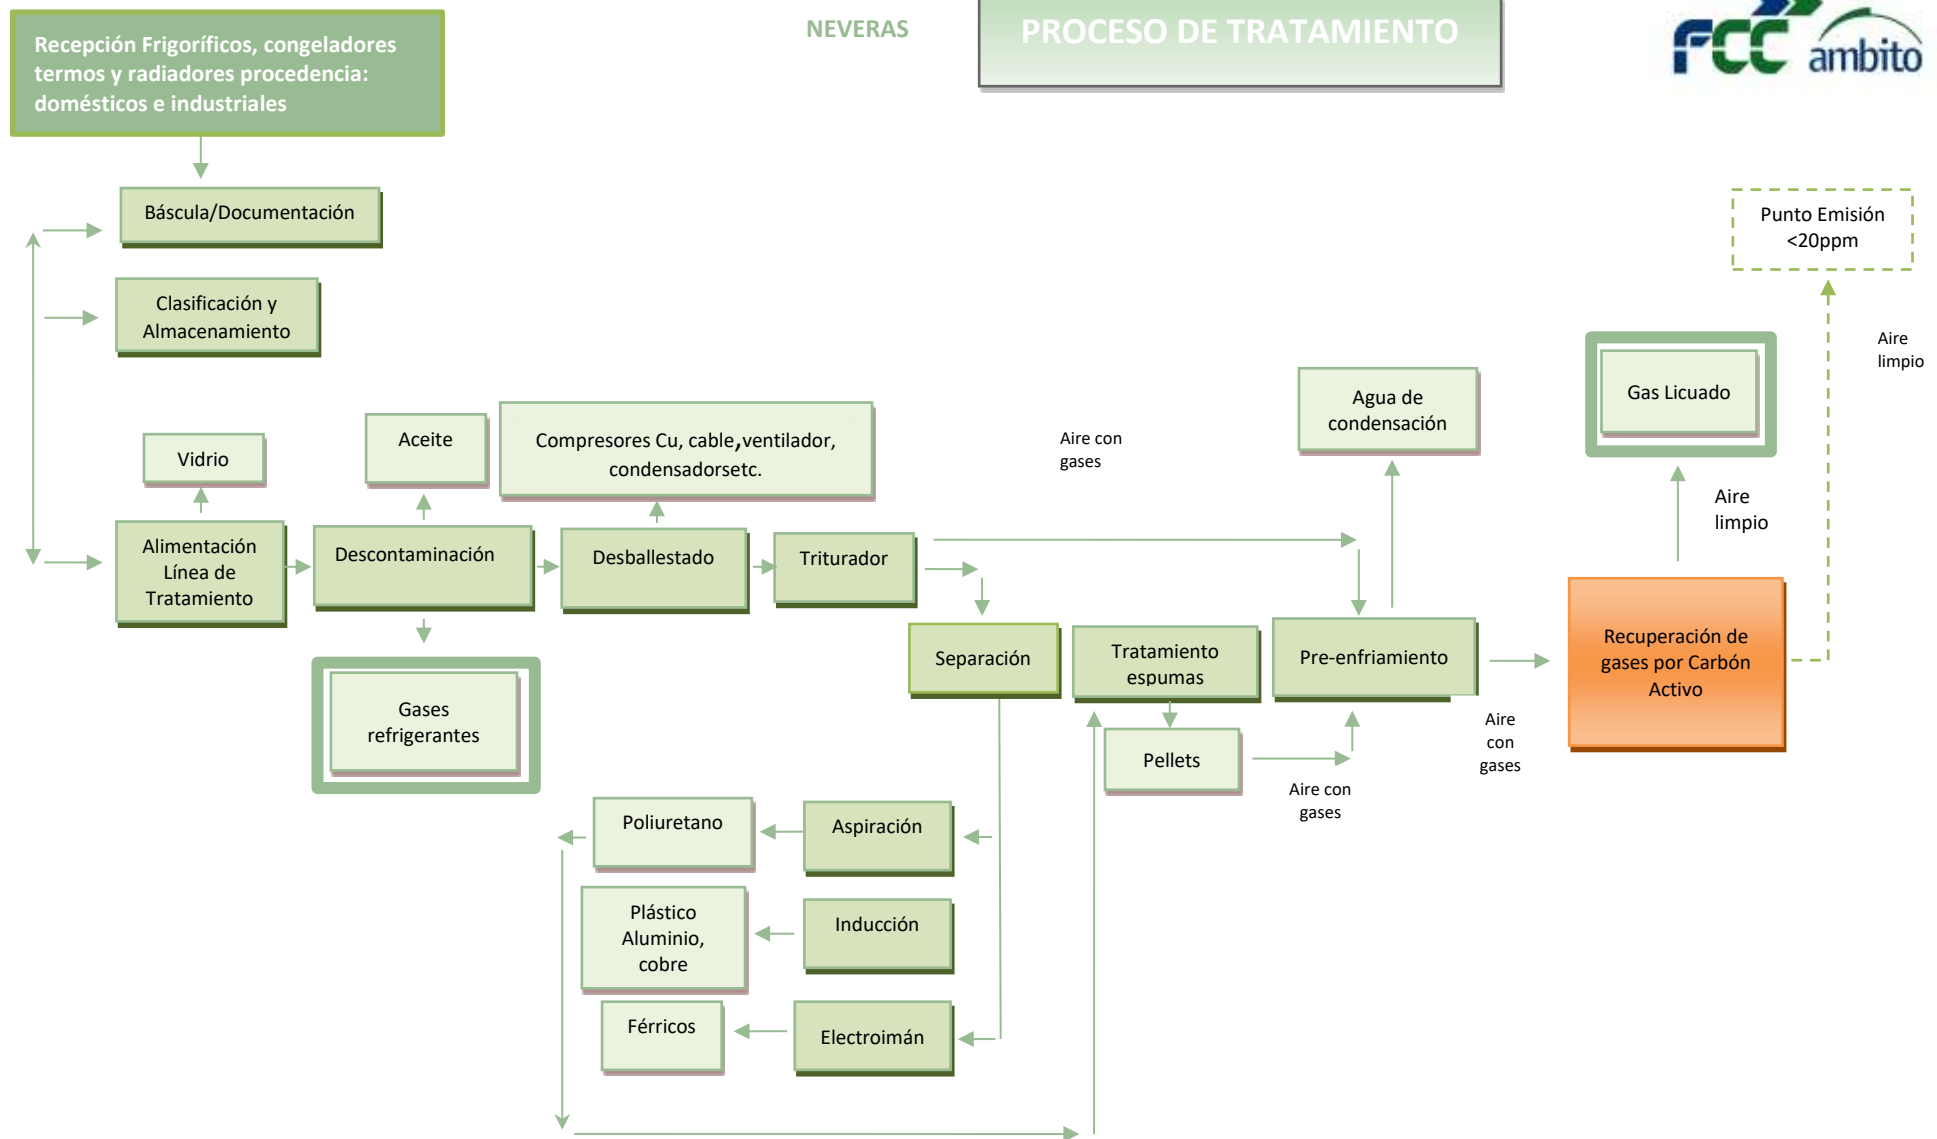 NEVERAS
PROCESO DE TRATAMIENTO
FCC
ambito
Recepción Frigoríficos, congeladores
termos y radiadores procedencia:
domésticos e industriales
Báscula/Documentación
Punto Emisión
<20ppm
Clasificación y
Almacenamiento
Aire
limpio
Gas Licuado
Agua de
condensación
Vidrio
Aceite
Compresores Cu, cable,ventilador,
condensadorsetc.
Aire con
gases
Aire
limpio
Alimentación
Línea de
Tratamiento
Descontaminación
Desballestado
Triturador
Separación
Tratamiento
espumas
Pre-enfriamiento
Recuperación de
gases por Carbón
Activo
Gases
refrigerantes
Pellets
Aire con
gases
Aire
con
gases
Poliuretano
Aspiración
Plástico
Aluminio,
cobre
Inducción
Férricos
Electroimán